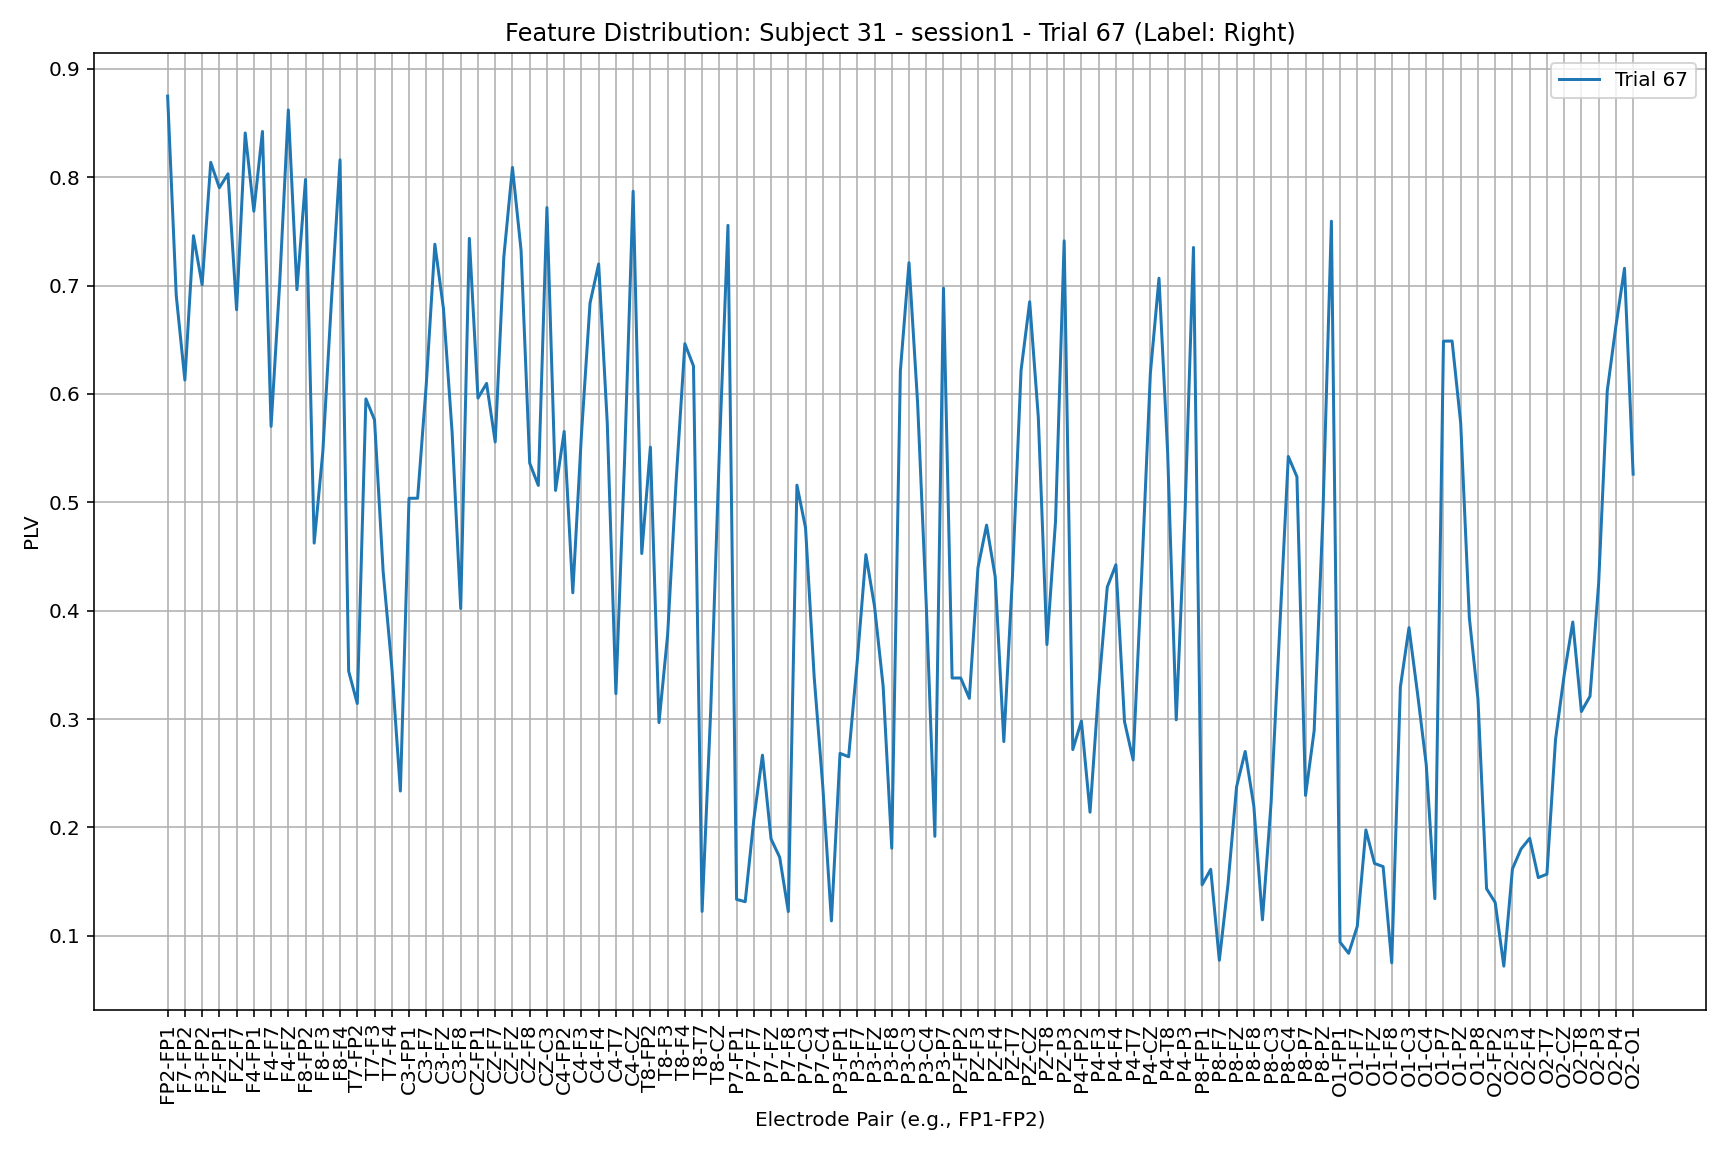 Feature Distribution: Subject 31 - session1 - Trial 67 (Label: Right)
Trial 67
0.9
0.8
0.7
0.6
0.5
0.4
0.3
0.2
0.1
PLV
FP2-FP1
F7-FP2
F3-FP2
FZ-FP1
FZ-F7
F4-FP1
F4-F7
F4-FZ
F8-FP2
F8-F3
F8-F4
T7-FP2
T7-F3
T7-F4
C3-FP1
C3-F7
C3-FZ
C3-F8
CZ-FP1
CZ-F7
CZ-FZ
CZ-F8
CZ-C3
C4-FP2
C4-F3
C4-F4
C4-T7
C4-CZ
T8-FP2
T8-F3
T8-F4
T8-T7
T8-CZ
P7-FP1
P7-F7
P7-FZ
P7-F8
P7-C3
P7-C4
P3-FP1
P3-F7
P3-FZ
P3-F8
P3-C3
P3-C4
P3-P7
PZ-FP2
PZ-F3
PZ-F4
PZ-T7
PZ-CZ
PZ-T8
PZ-P3
P4-FP2
P4-F3
P4-F4
P4-T7
P4-CZ
P4-T8
P4-P3
P8-FP1
P8-F7
P8-FZ
P8-F8
P8-C3
P8-C4
P8-P7
P8-PZ
O1-FP1
O1-F7
O1-FZ
O1-F8
O1-C3
O1-C4
O1-P7
O1-PZ
O1-P8
O2-FP2
O2-F3
O2-F4
O2-T7
O2-CZ
O2-T8
O2-P3
O2-P4
O2-O1
Electrode Pair (e.g., FP1-FP2)